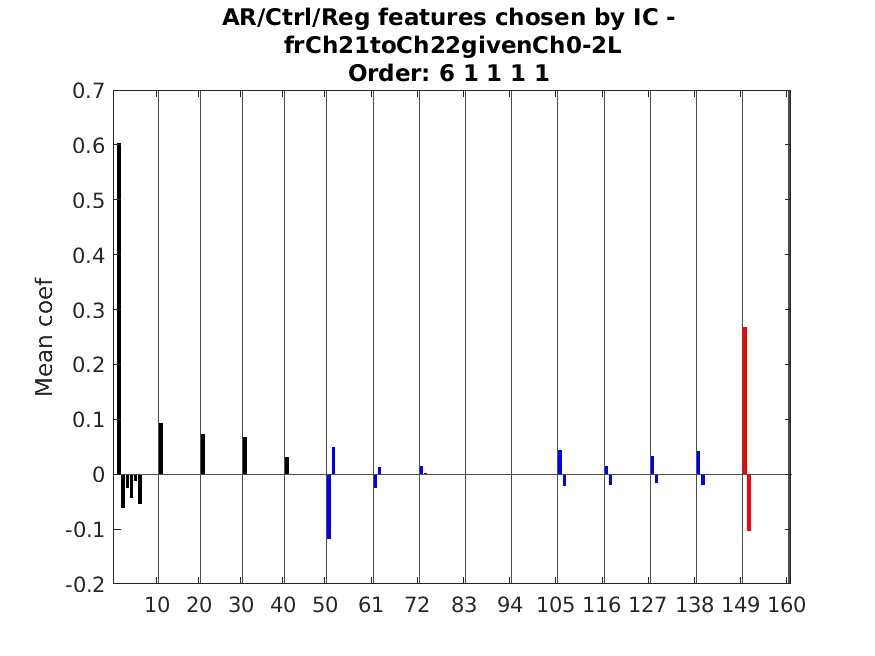 AR/Ctrl/Reg features chosen by IC -
frCh21toCh22givenCh0-2L
Order: 6 1 1 1 1
0.7
0.6
0.5
0.4
0.3
0.2
0.1
0
-0.1
-0.2
Mean coef
10 20 30 40 50 61 72 83 94 105 116 127 138 149 160